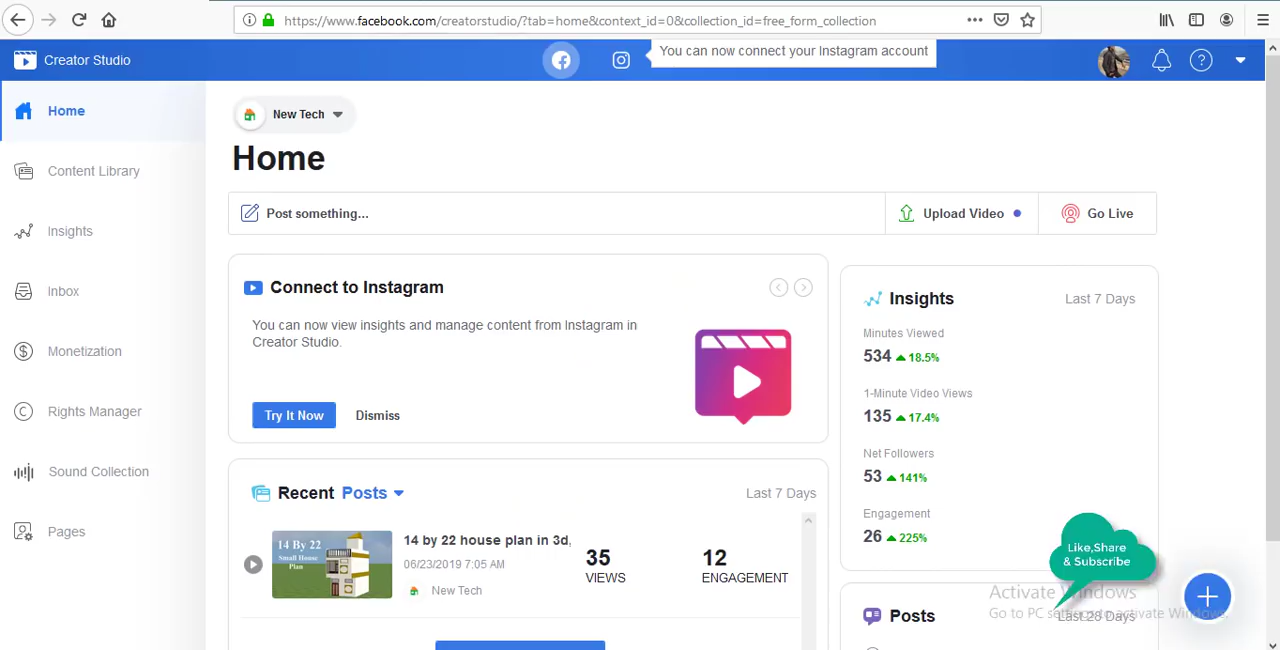 https://www.facebook.com/creatorstudio/?tab=home&context_id=0&collection_id=free_form_collection
Creator Studio
You can now connect your Instagram account
Home
Content Library
Insights
Inbox
Monetization
Rights Manager
Sound Collection
Pages
New Tech
Home
Post something...
Upload Video
Go Live
Connect to Instagram
You can now view insights and manage content from Instagram in
Creator Studio.
Try It Now
Dismiss
Recent Posts
Last 7 Days
14 By 22
Small House
Plan
14 by 22 house plan in 3d,
06/23/2019 7:05 AM
New Tech
35
VIEWS
12
ENGAGEMENT
Insights
Last 7 Days
Minutes Viewed
534 18.5%
1-Minute Video Views
135 17.4%
Net Followers
53 141%
Engagement
26 225%
Like,Share
& Subscribe
Activate Windows
Go to PC settings to activate Windows.
Posts
Last 28 Days